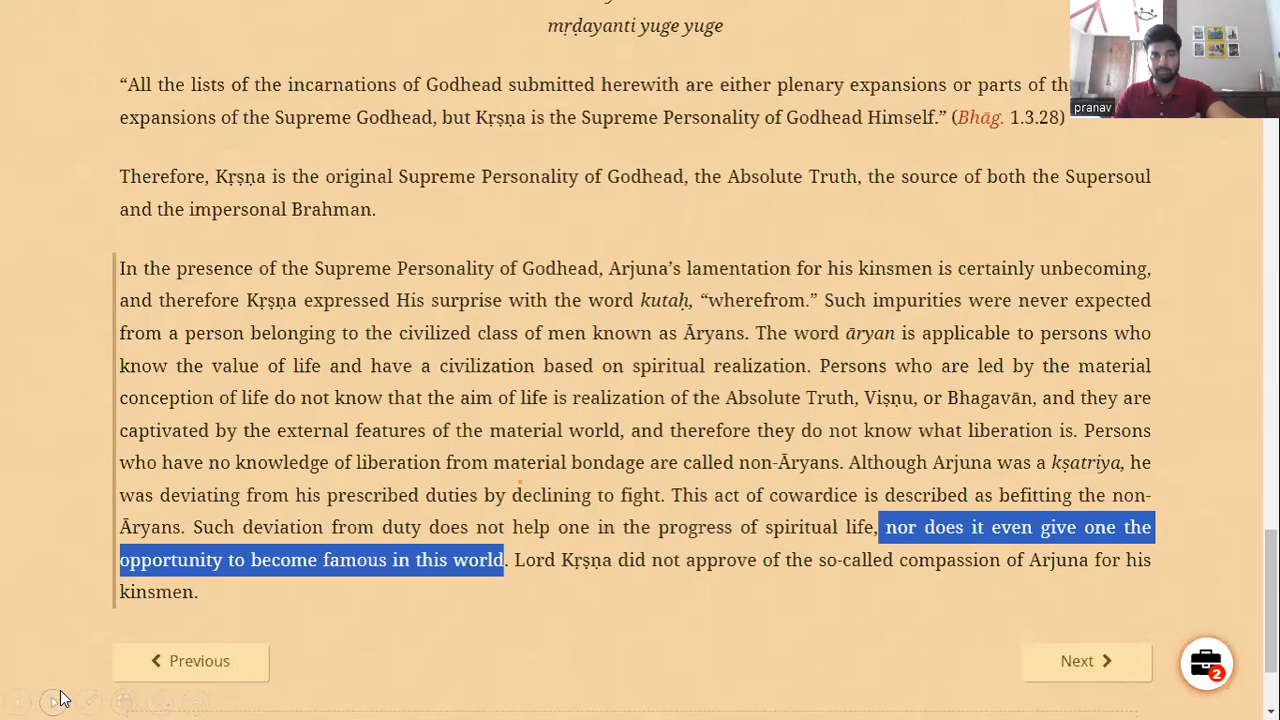 mṛḍayanti yuge yuge
“All the lists of the incarnations of Godhead submitted herewith are either plenary expansions or parts of th
expansions of the Supreme Godhead, but Kṛṣṇa is the Supreme Personality of Godhead Himself.” (Bhāg. 1.3.28)
pranav
Therefore, Kṛṣṇa is the original Supreme Personality of Godhead, the Absolute Truth, the source of both the Supersoul
and the impersonal Brahman.
In the presence of the Supreme Personality of Godhead, Arjuna’s lamentation for his kinsmen is certainly unbecoming,
and therefore Kṛṣṇa expressed His surprise with the word kutaḥ, “wherefrom.” Such impurities were never expected
from a person belonging to the civilized class of men known as Āryans. The word āryan is applicable to persons who
know the value of life and have a civilization based on spiritual realization. Persons who are led by the material
conception of life do not know that the aim of life is realization of the Absolute Truth, Viṣṇu, or Bhagavān, and they are
captivated by the external features of the material world, and therefore they do not know what liberation is. Persons
who have no knowledge of liberation from material bondage are called non-Āryans. Although Arjuna was a kṣatriya, he
was deviating from his prescribed duties by declining to fight. This act of cowardice is described as befitting the non-
Āryans. Such deviation from duty does not help one in the progress of spiritual life, nor does it even give one the
opportunity to become famous in this world. Lord Kṛṣṇa did not approve of the so-called compassion of Arjuna for his
kinsmen.
Previous
Next
2